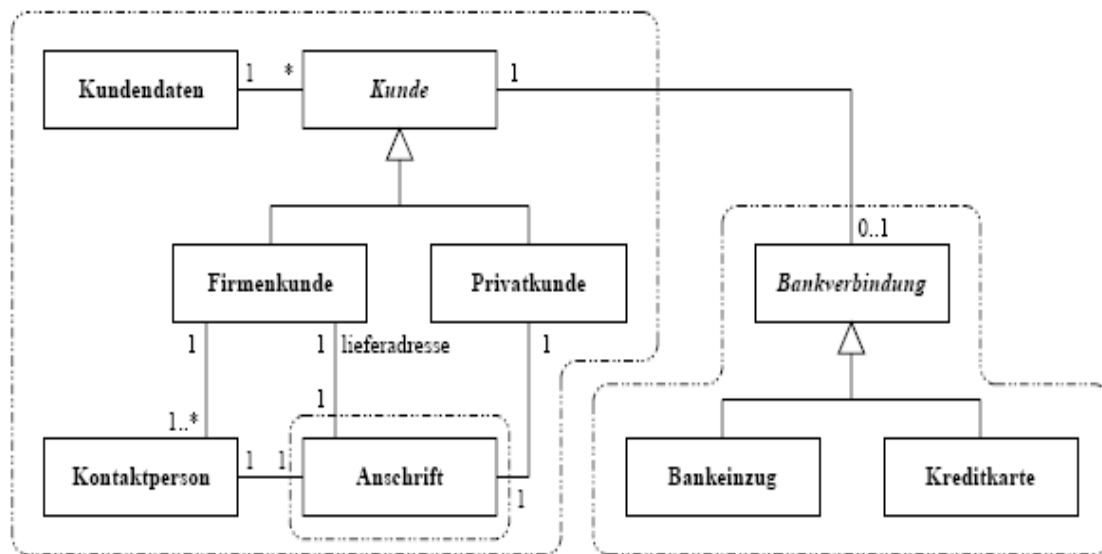 Kundendaten 1 * Kunde 1
0..1
Firmenkunde Privatkunde Bankverbindung
1 1 lieferadresse 1
1..* 1
Kontaktperson 1 1 Anschrift 1 Bankeinzug Kreditkarte